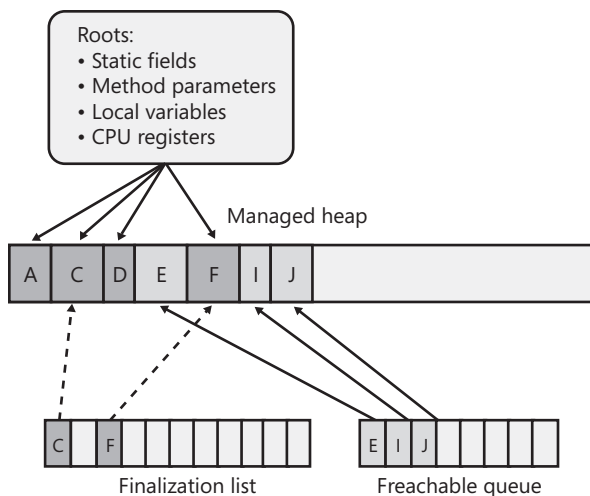 Roots:
• Static fields
• Method parameters
• Local variables
• CPU registers
Managed heap
A C D E F I J
C F
E I J
Finalization list
Freachable queue